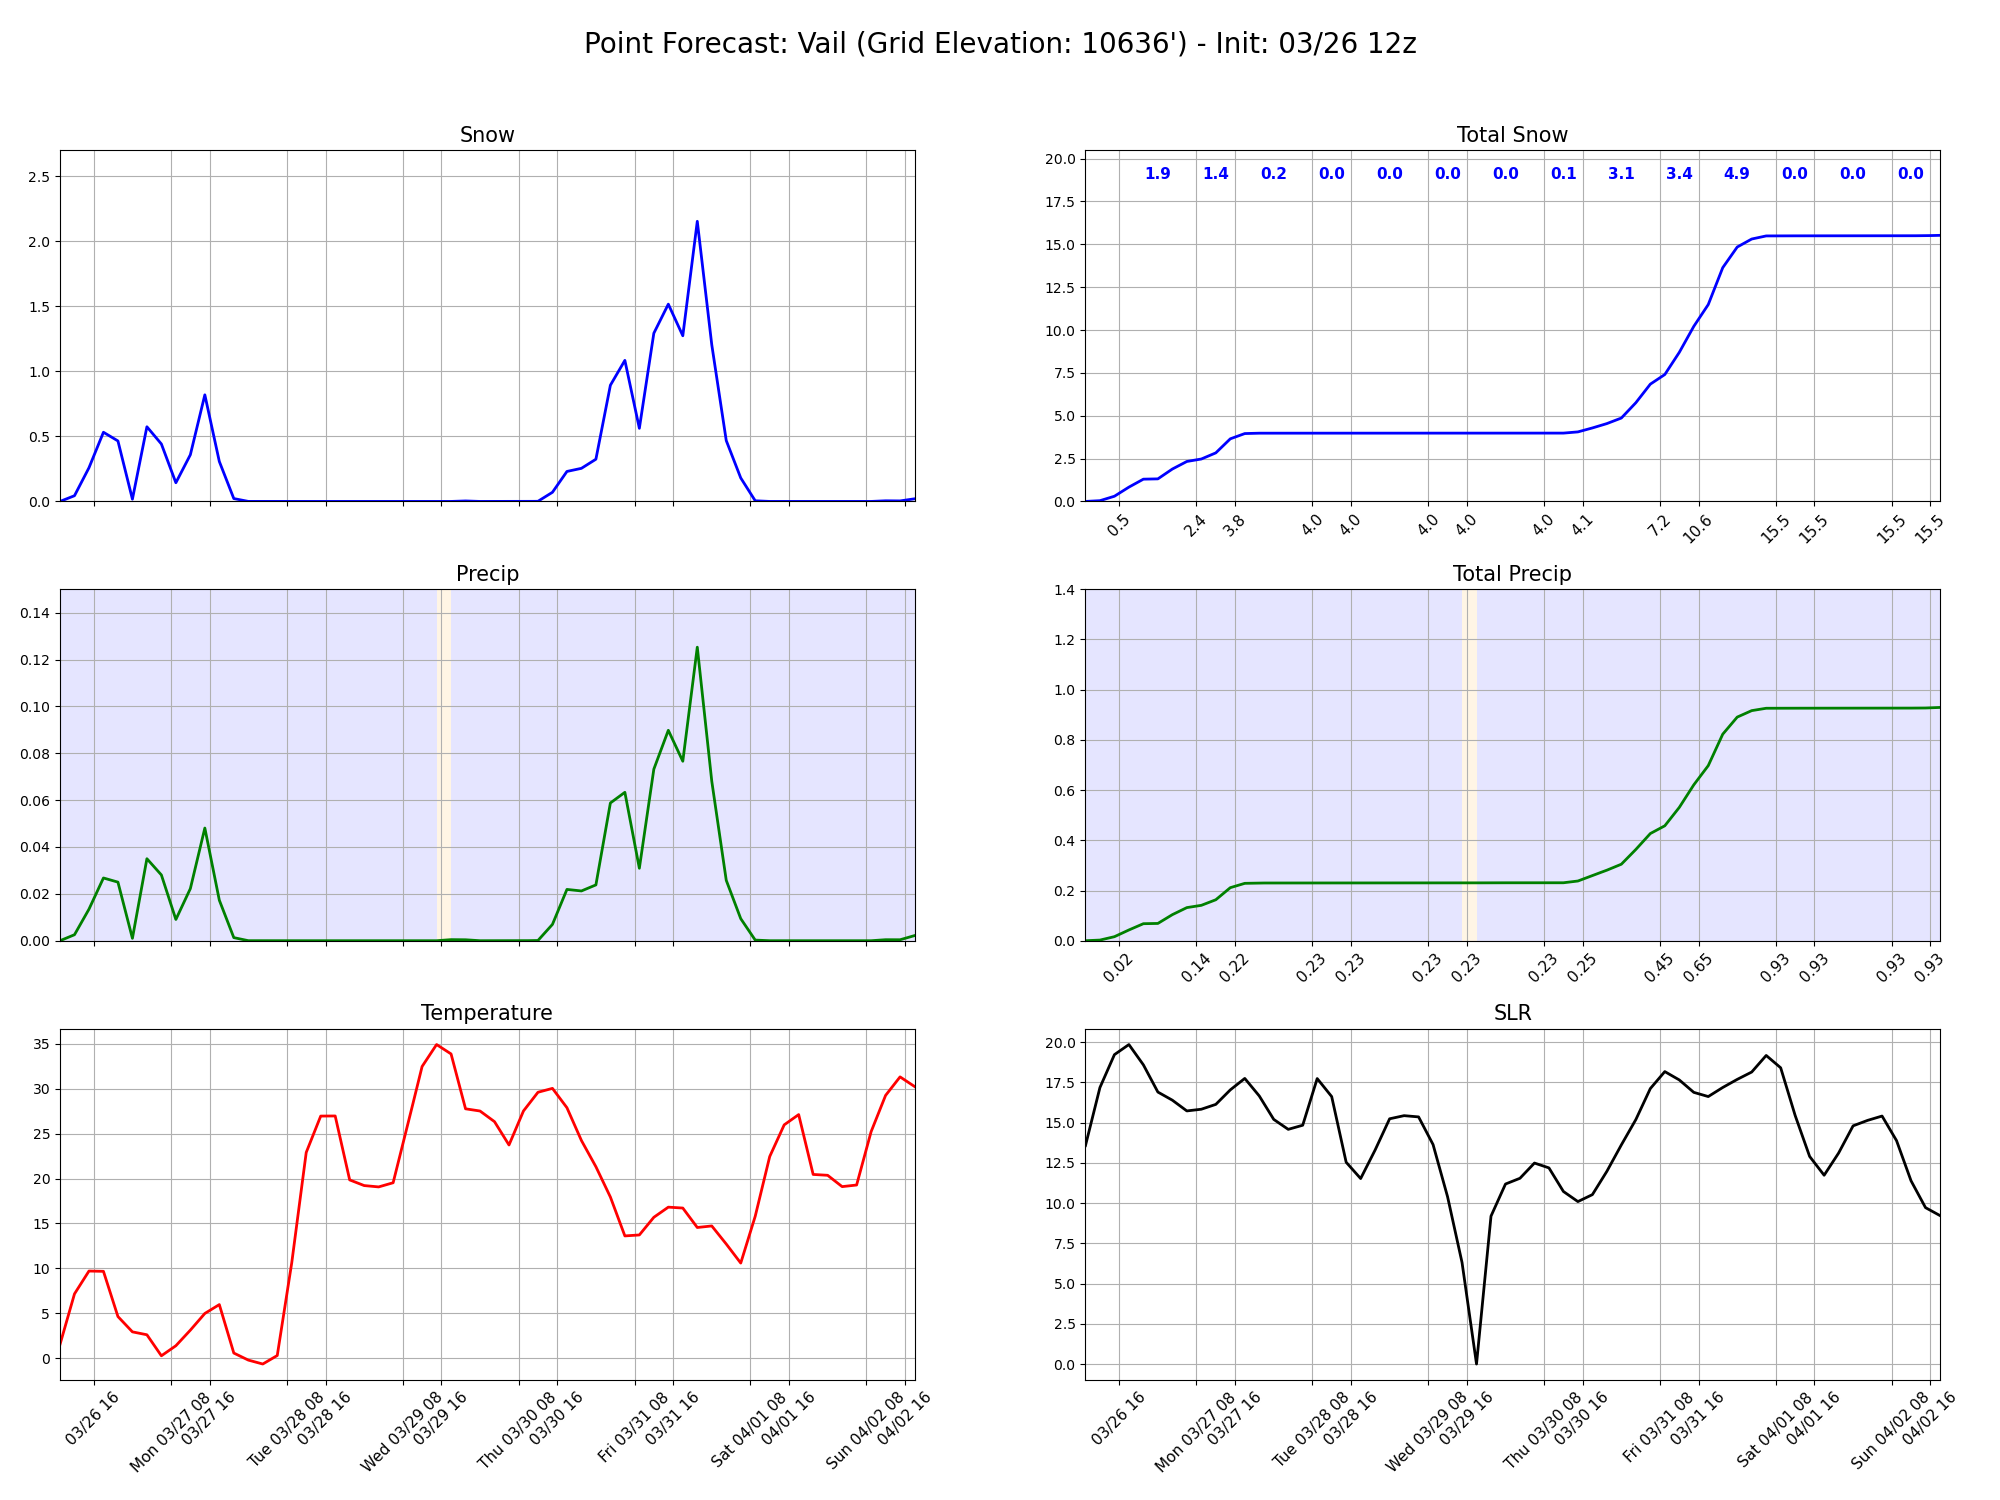 Point Forecast: Vail (Grid Elevation: 10636') - Init: 03/26 12z
Snow
2.5
2.0
1.5
1.0
0.5
0.0
Total Snow
20.0
17.5
15.0
12.5
10.0
7.5
5.0
2.5
0.0
1.9 1.4 0.2 0.0 0.0 0.0 0.0 0.1 3.1 3.4 4.9 0.0 0.0 0.0
0.5 2.4 3.8 4.0 4.0 4.0 4.0 4.0 4.1 7.2 10.6 15.5 15.5 15.5 15.5
Precip
0.14
0.12
0.10
0.08
0.06
0.04
0.02
0.00
Total Precip
1.4
1.2
1.0
0.8
0.6
0.4
0.2
0.0
0.02 0.14 0.22 0.23 0.23 0.23 0.23 0.23 0.25 0.45 0.65 0.93 0.93 0.93 0.93
Temperature
35
30
25
20
15
10
5
0
03/26 16
Mon 03/27 08
03/27 16
Tue 03/28 08
03/28 16
Wed 03/29 08
03/29 16
Thu 03/30 08
03/30 16
Fri 03/31 08
03/31 16
Sat 04/01 08
04/01 16
Sun 04/02 08
04/02 16
SLR
20.0
17.5
15.0
12.5
10.0
7.5
5.0
2.5
0.0
03/26 16
Mon 03/27 08
03/27 16
Tue 03/28 08
03/28 16
Wed 03/29 08
03/29 16
Thu 03/30 08
03/30 16
Fri 03/31 08
03/31 16
Sat 04/01 08
04/01 16
Sun 04/02 08
04/02 16